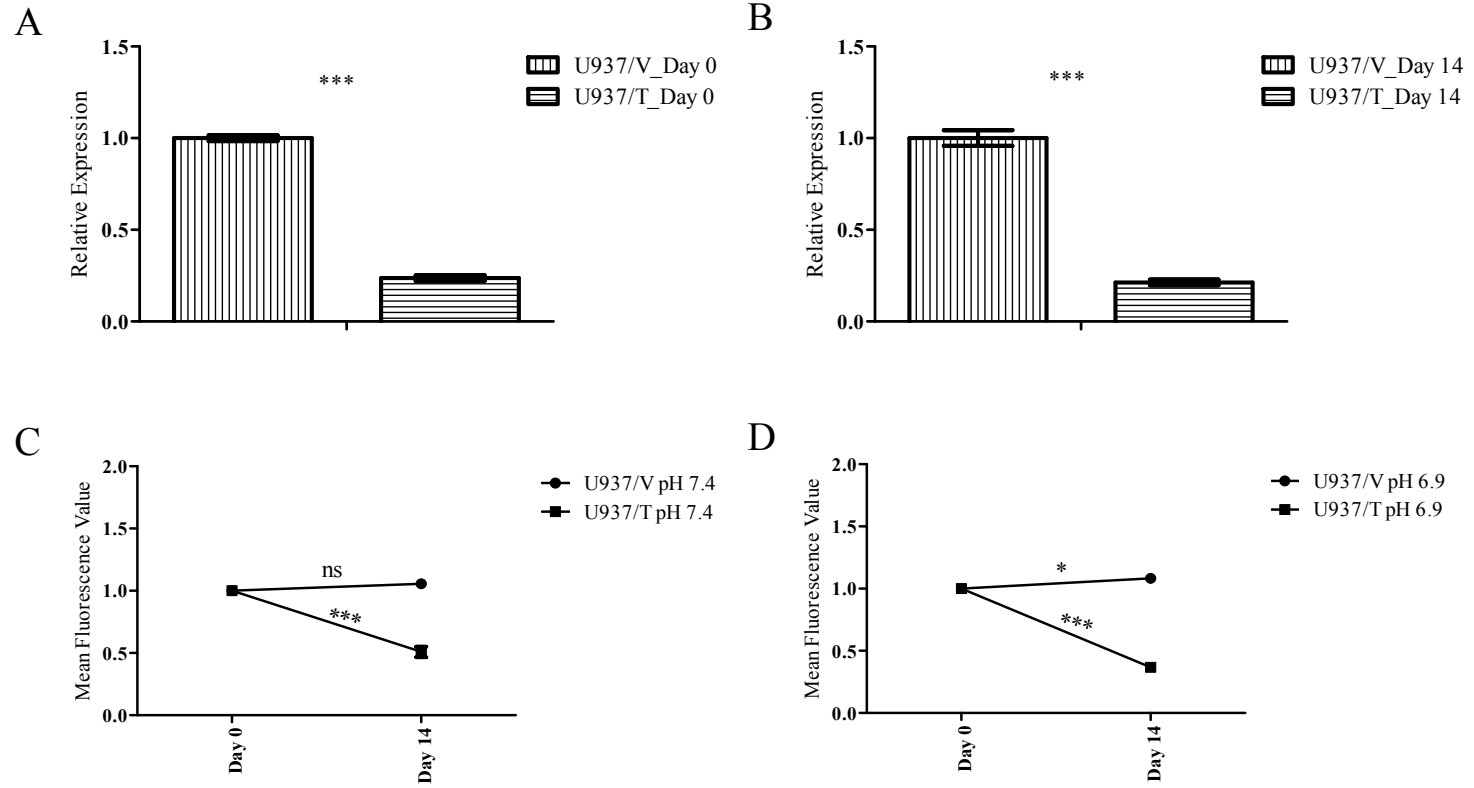 A
1.5
1.0
0.5
0.0
Relative Expression
***
U937/V_Day 0
U937/T_Day 0
B
1.5
1.0
0.5
0.0
Relative Expression
***
U937/V_Day 14
U937/T_Day 14
C
2.0
1.5
1.0
0.5
0.0
Mean Fluorescence Value
ns
***
Day 0
Day 14
U937/V pH 7.4
U937/T pH 7.4
D
2.0
1.5
1.0
0.5
0.0
Mean Fluorescence Value
*
***
Day 0
Day 14
U937/V pH 6.9
U937/T pH 6.9